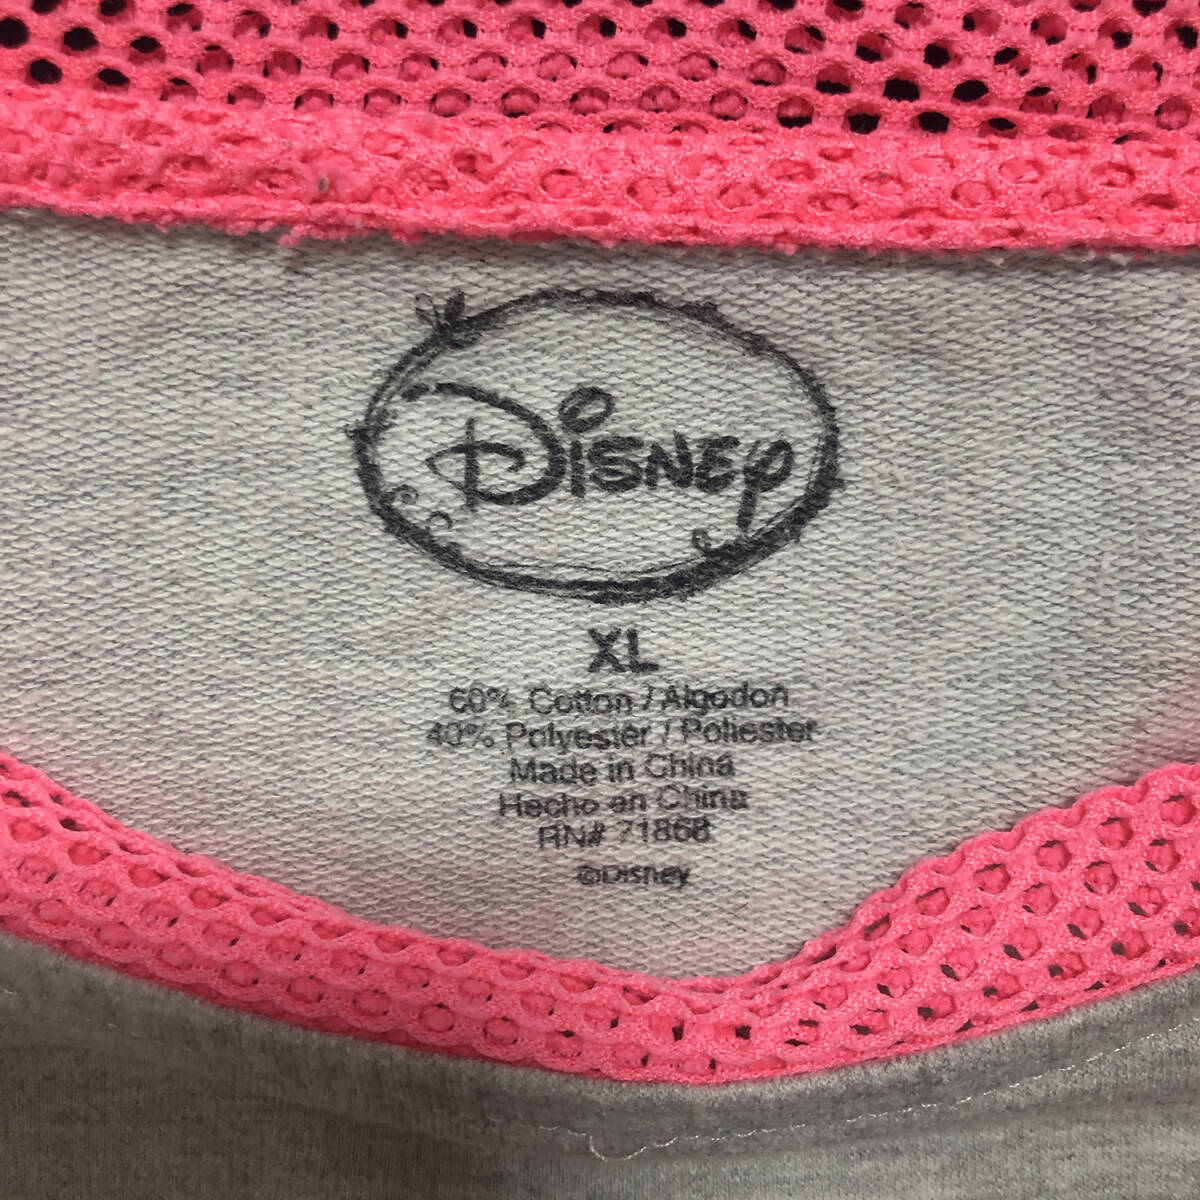 Disney
XL
60% Cotton / Algodon
40% Polyester / Poliester
Made in China
Hecho en China
RN# 71868
©Disney